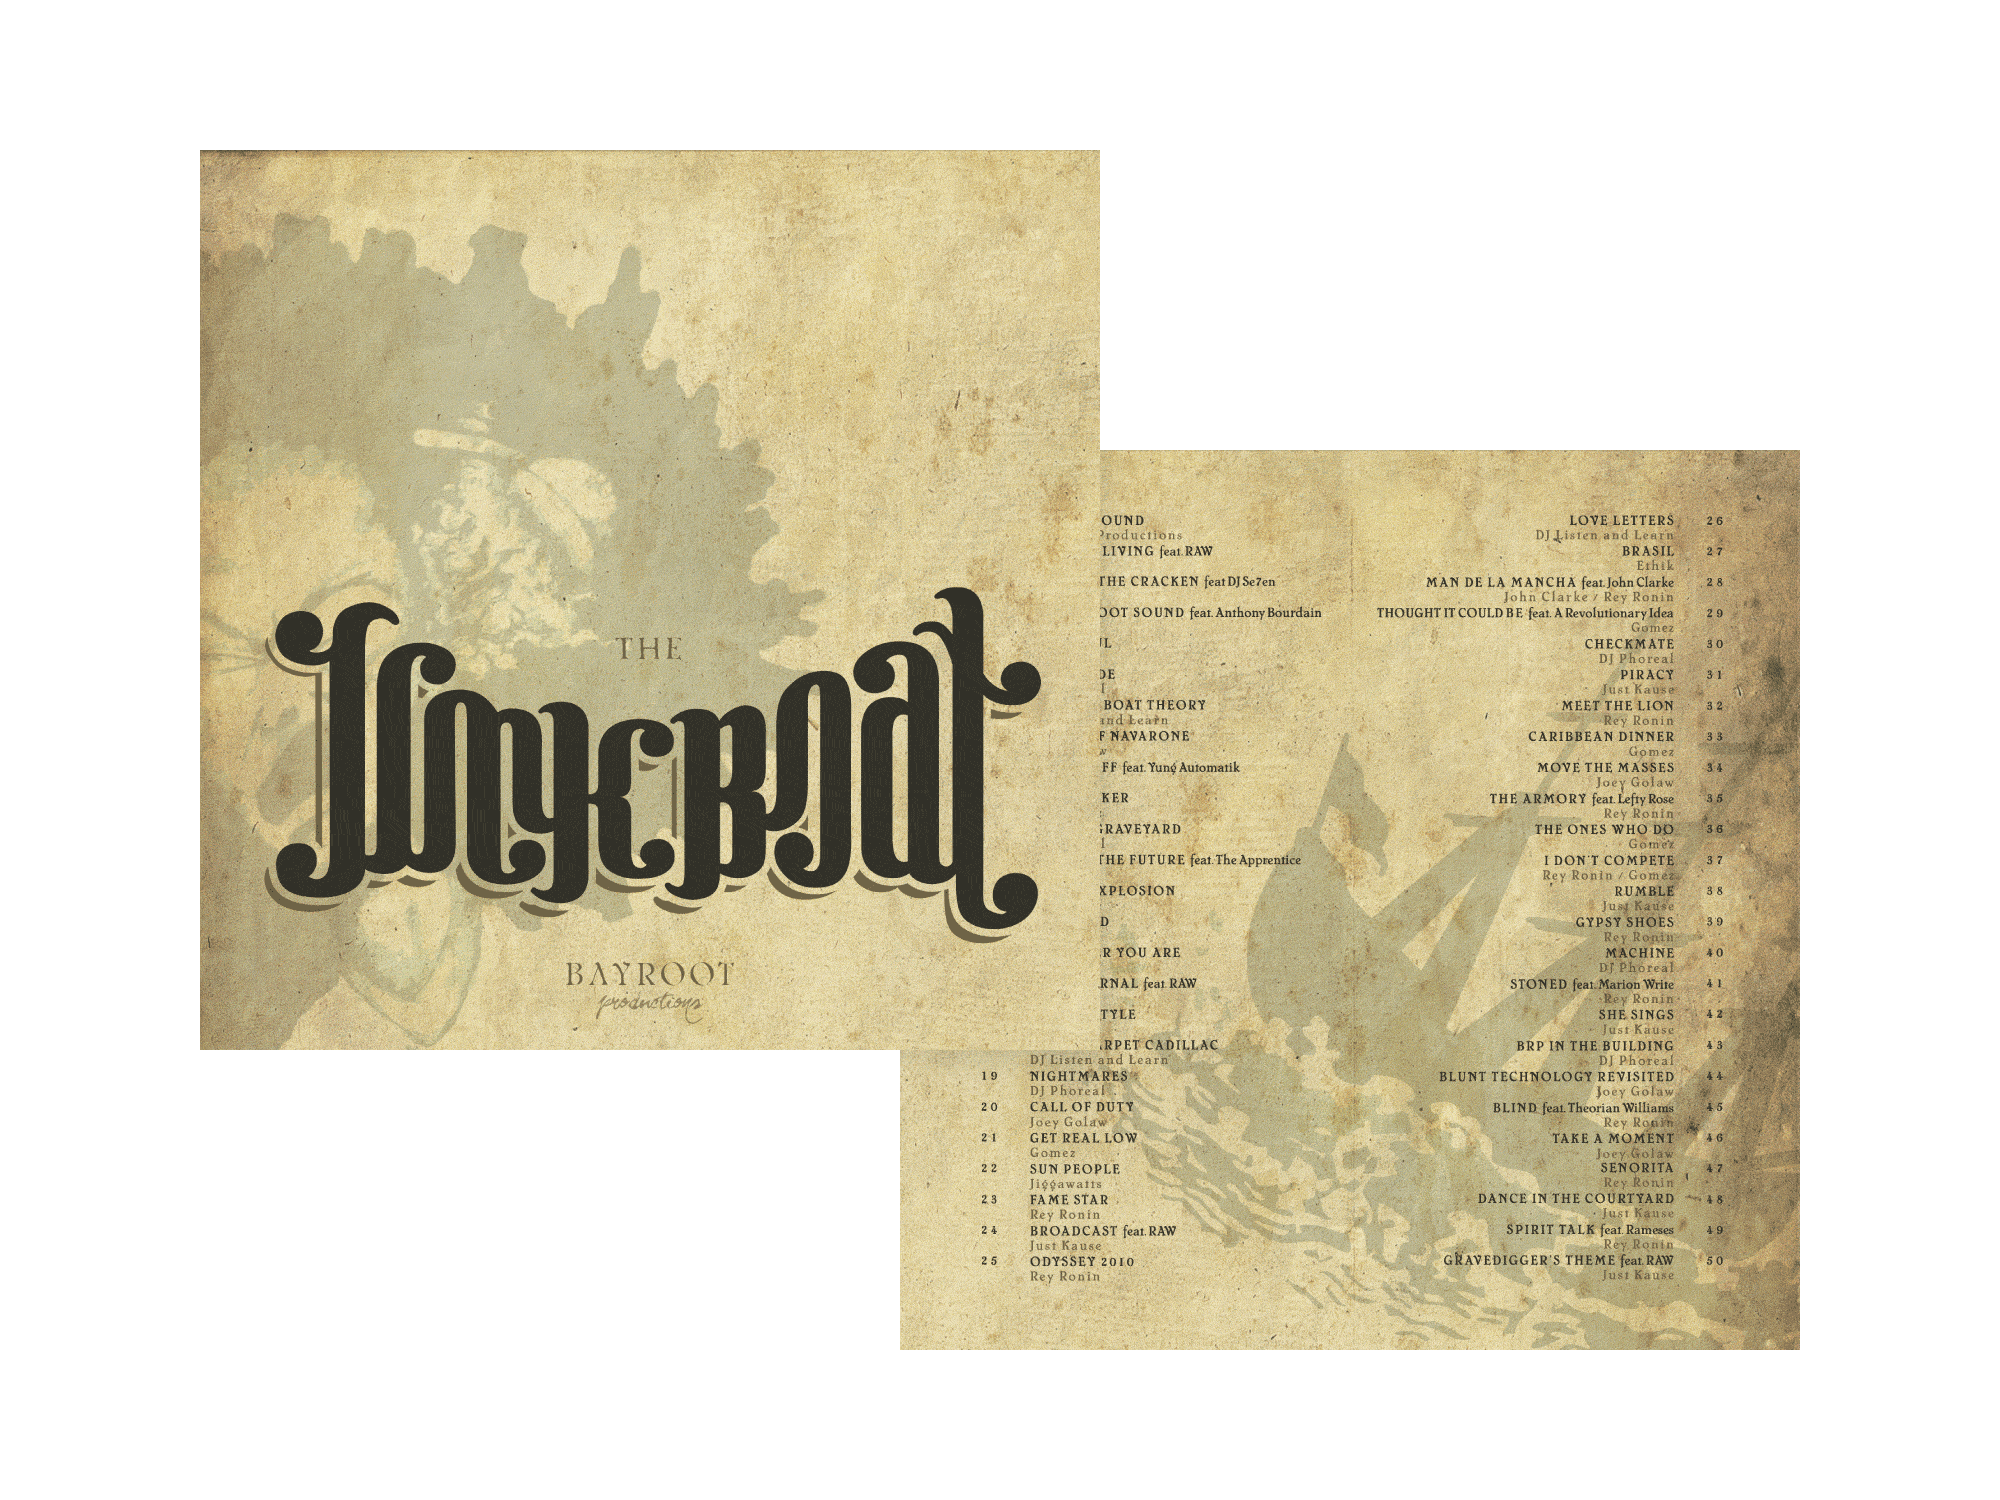 THE
BAYROOT
productions
OUND
Productions
LIVING feat. RAW
THE CRACKEN feat DJ Se7en
OOT SOUND feat. Anthony Bourdain
BOAT THEORY
and Learn
F NAVARONE
FF feat. Yung Automatik
KER
GRAVEYARD
THE FUTURE feat. The Apprentice
XPLOSION
D
R YOU ARE
RNAL feat. RAW
TYLE
ARPET CADILLAC
DJ Listen and Learn
19 NIGHTMARES
DJ Phoreal
20 CALL OF DUTY
Joey Golaw
21 GET REAL LOW
Gomez
22 SUN PEOPLE
Jiggawatts
23 FAME STAR
Rey Ronin
24 BROADCAST feat. RAW
Just Kause
25 ODYSSEY 2010
Rey Ronin
LOVE LETTERS 26
DJ Listen and Learn
BRASIL 27
Ethik
MAN DE LA MANCHA feat. John Clarke 28
John Clarke / Rey Ronin
THOUGHT IT COULD BE feat. A Revolutionary Idea 29
Gomez
CHECKMATE 30
DJ Phoreal
PIRACY 31
Just Kause
MEET THE LION 32
Rey Ronin
CARIBBEAN DINNER 33
Gomez
MOVE THE MASSES 34
Joey Golaw
THE ARMORY feat. Lefty Rose 35
Rey Ronin
THE ONES WHO DO 36
Gomez
I DON'T COMPETE 37
Rey Ronin / Gomez
RUMBLE 38
Just Kause
GYPSY SHOES 39
Rey Ronin
MACHINE 40
DJ Phoreal
STONED feat. Marion Write 41
Rey Ronin
SHE SINGS 42
Just Kause
BRP IN THE BUILDING 43
DJ Phoreal
BLUNT TECHNOLOGY REVISITED 44
Joey Golaw
BLIND feat. Theorian Williams 45
Rey Ronin
TAKE A MOMENT 46
Joey Golaw
SENORITA 47
Rey Ronin
DANCE IN THE COURTYARD 48
Just Kause
SPIRIT TALK feat. Rameses 49
Rey Ronin
GRAVEDIGGER'S THEME feat. RAW 50
Just Kause